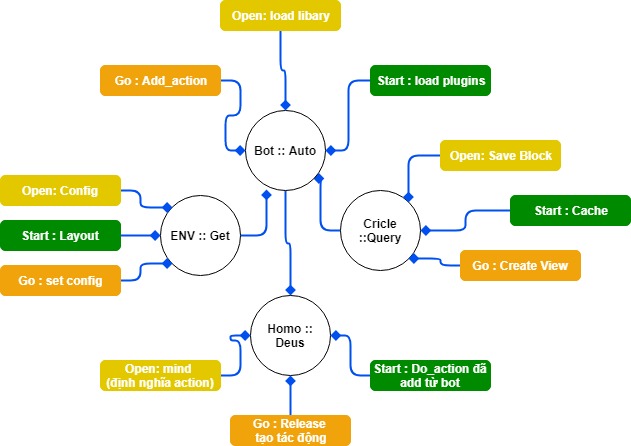 Open: load libary
Go : Add_action
Start : load plugins
Bot :: Auto
Open: Save Block
Open: Config
Start : Cache
Cricle
::Query
Start : Layout
ENV :: Get
Go : Create View
Go : set config
Homo ::
Deus
Open: mind
(định nghĩa action)
Start : Do_action đã
add từ bot
Go : Release
tạo tác động